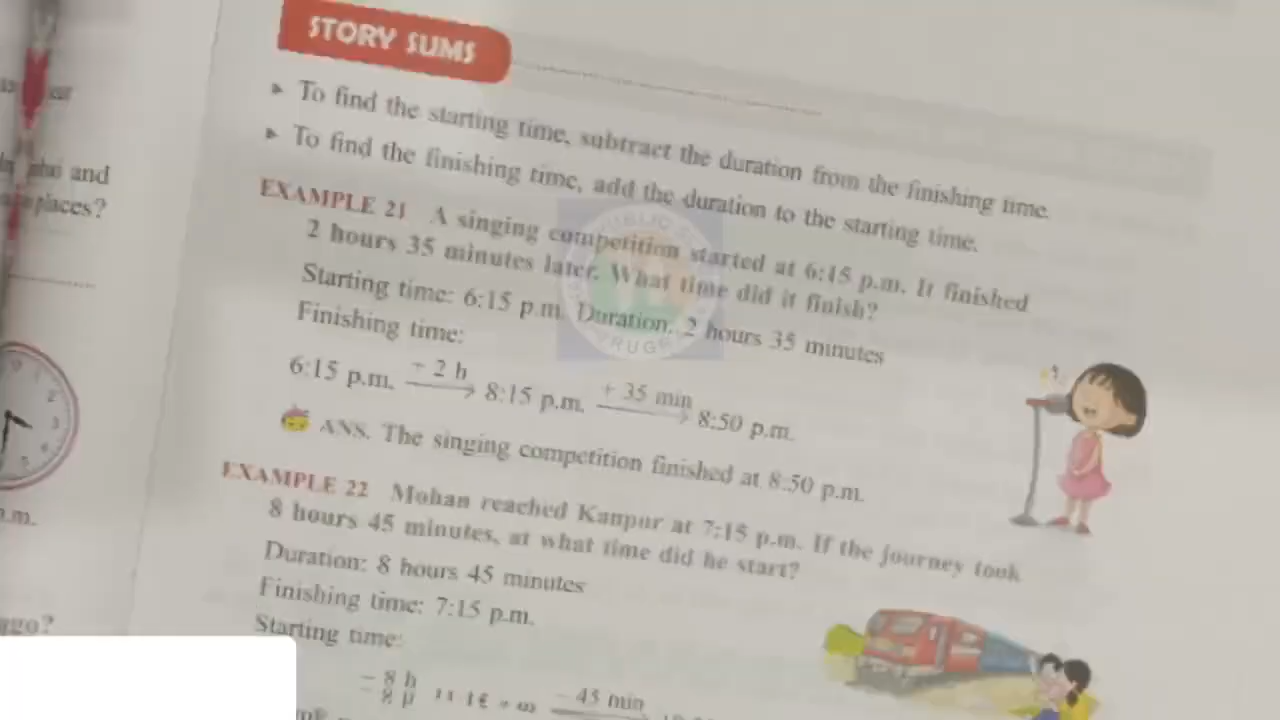 STORY SUMS
To find the starting time, subtract the duration from the finishing time.
To find the finishing time, add the duration to the starting time.
EXAMPLE 21 A singing competition started at 6:15 p.m. It finished
2 hours 35 minutes later. What time did it finish?
Starting time: 6:15 p.m. Duration: 2 hours 35 minutes
Finishing time:
6:15 p.m. + 2 h 8:15 p.m. + 35 min 8:50 p.m.
ANS. The singing competition finished at 8:50 p.m.
EXAMPLE 22 Mohan reached Kanpur at 7:15 p.m. If the journey took
8 hours 45 minutes, at what time did he start?
Duration: 8 hours 45 minutes
Finishing time: 7:15 p.m.
Starting time:
− 8 h − 45 min
and
places?
ago?
PUBLIC